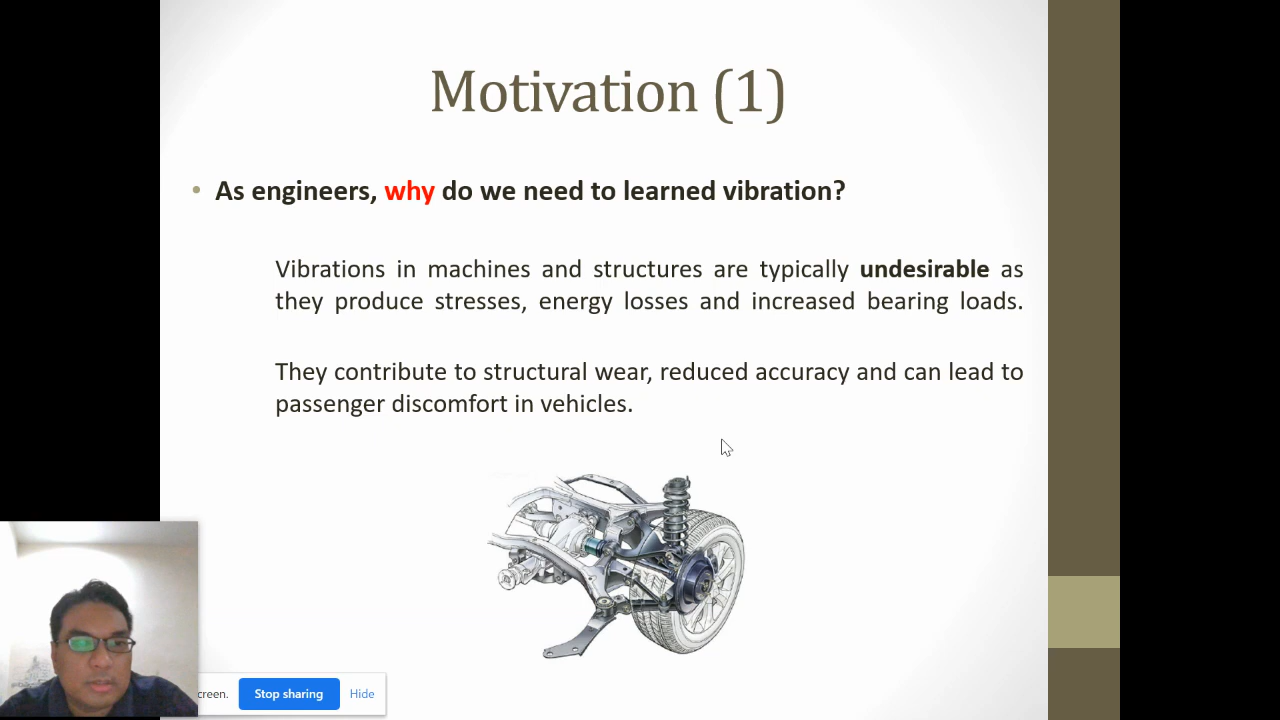 Motivation (1)
• As engineers, why do we need to learned vibration?
Vibrations in machines and structures are typically undesirable as
they produce stresses, energy losses and increased bearing loads.
They contribute to structural wear, reduced accuracy and can lead to
passenger discomfort in vehicles.
creen.
Stop sharing
Hide